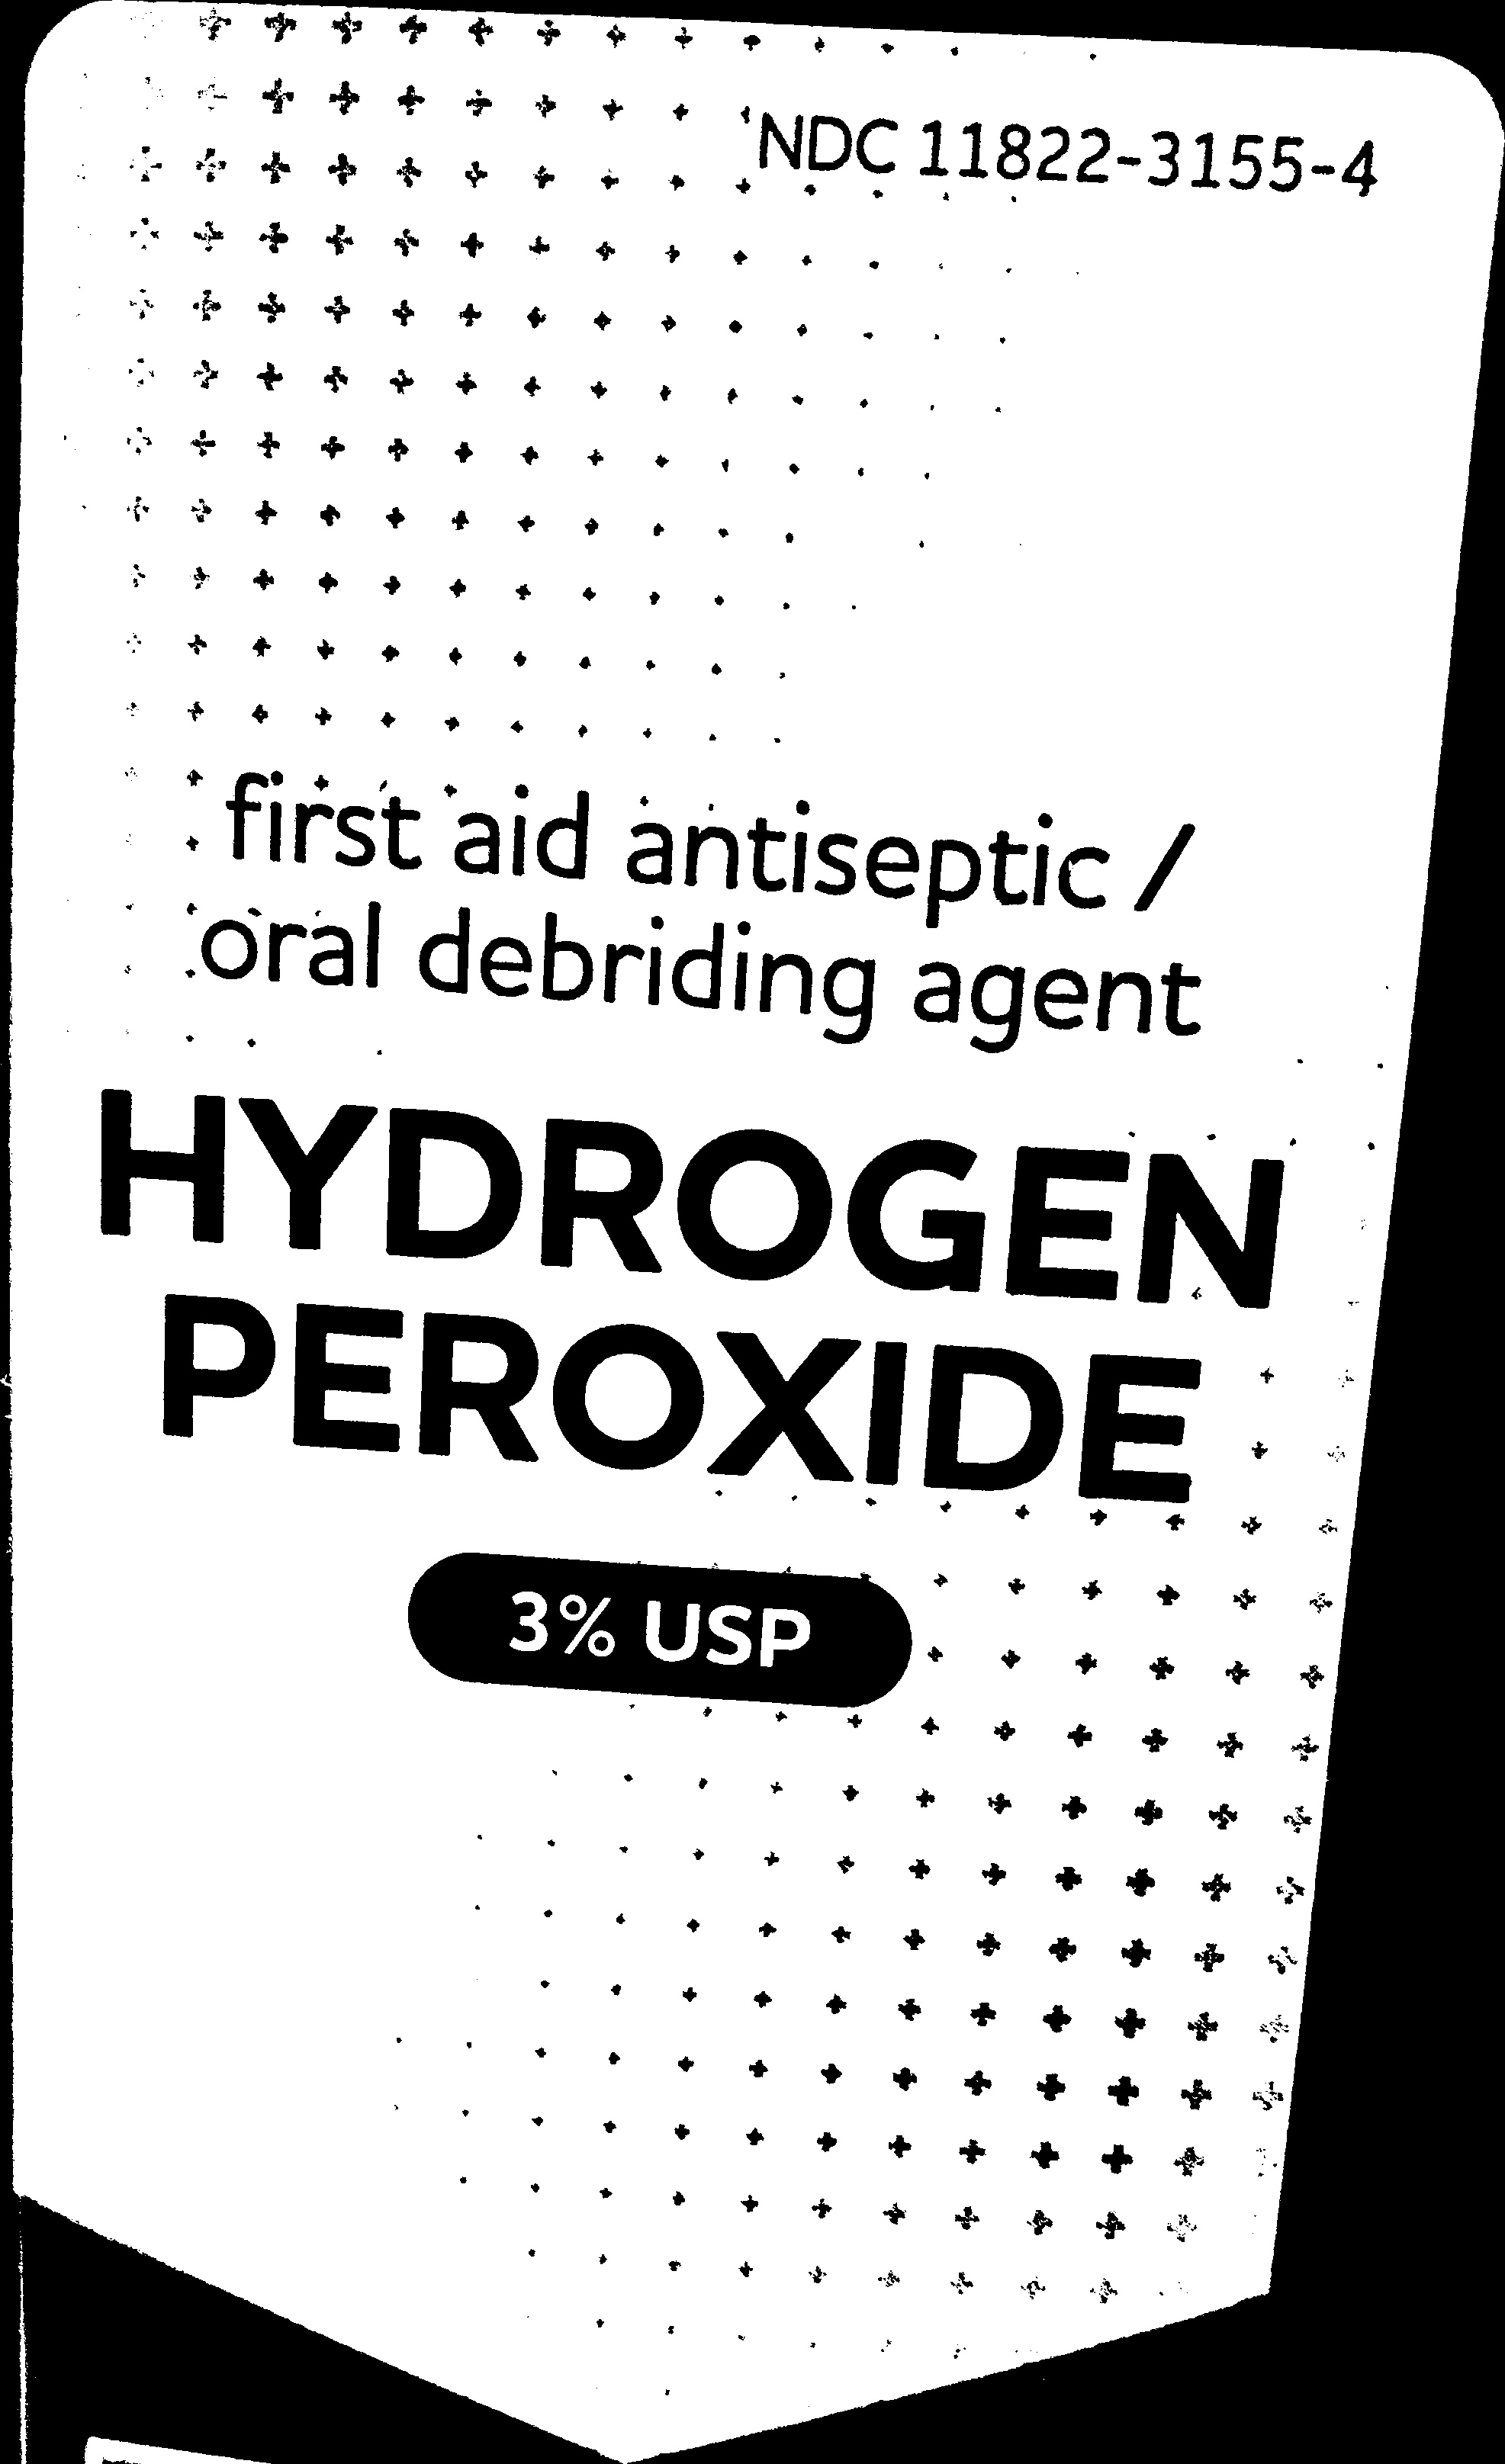 NDC 11822-3155-4
first aid antiseptic /
oral debriding agent
HYDROGEN
PEROXIDE
3% USP